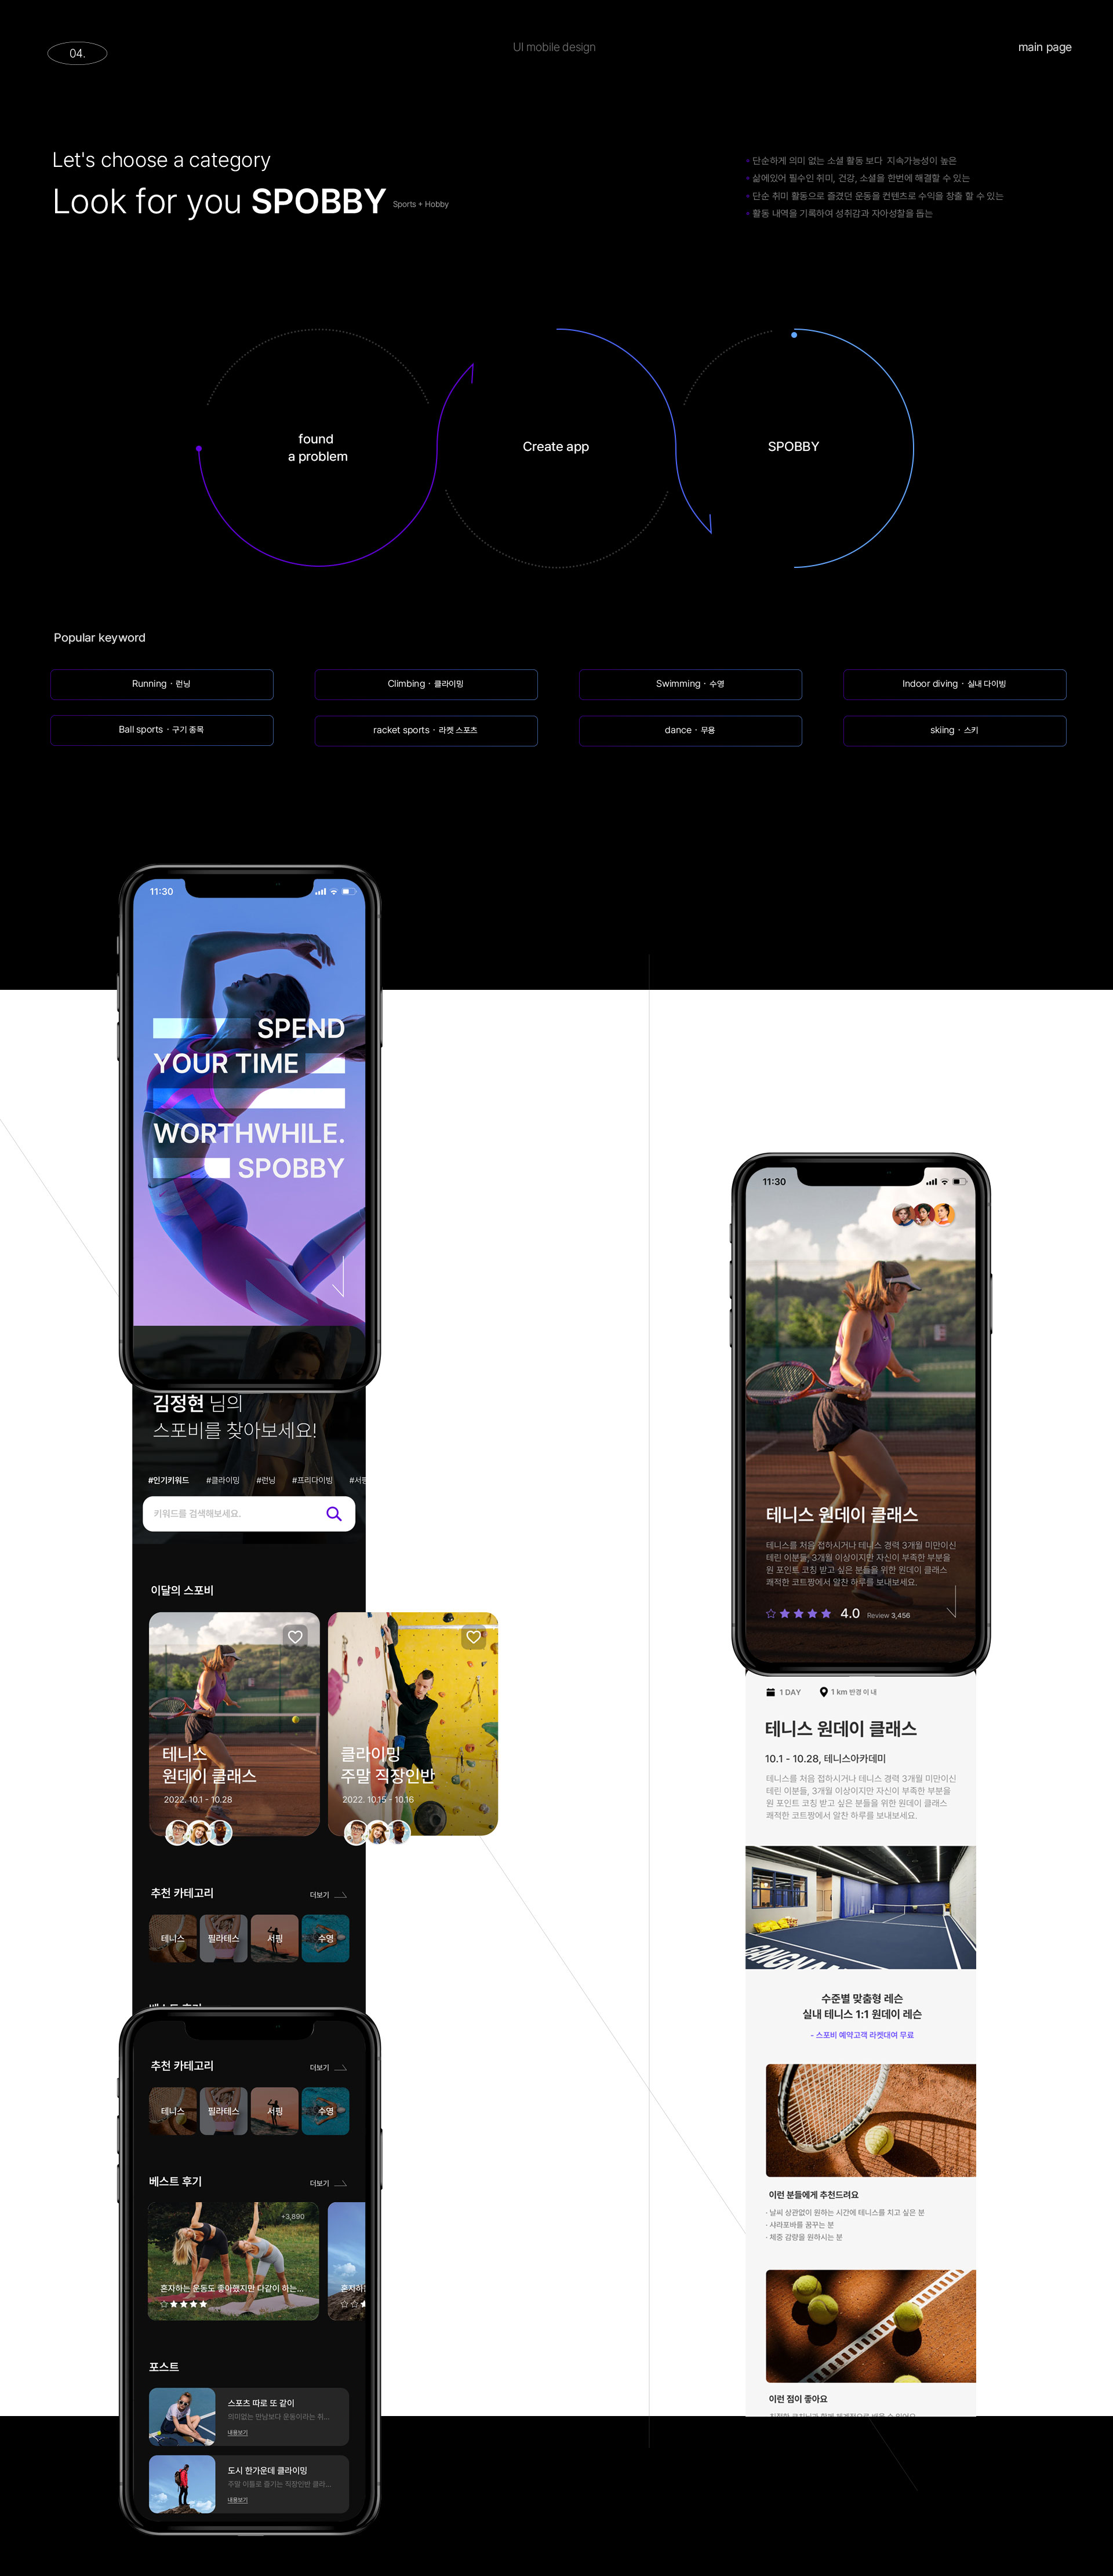 04.
UI mobile design
main page
Let's choose a category
Look for you SPOBBY Sports + Hobby
단순하게 의미 없는 소셜 활동 보다 지속가능성이 높은
삶에있어 필수인 취미, 건강, 소셜을 한번에 해결할 수 있는
단순 취미 활동으로 즐겼던 운동을 컨텐츠로 수익을 창출 할 수 있는
활동 내역을 기록하여 성취감과 자아성찰을 돕는
found
a problem
Create app
SPOBBY
Popular keyword
Running · 런닝
Climbing · 클라이밍
Swimming · 수영
Indoor diving · 실내 다이빙
Ball sports · 구기 종목
racket sports · 라켓 스포츠
dance · 무용
skiing · 스키
11:30
SPEND
YOUR TIME
WORTHWHILE.
SPOBBY
김정현 님의
스포비를 찾아보세요!
#인기키워드 #클라이밍 #런닝 #프리다이빙 #서핑
키워드를 검색해보세요.
이달의 스포비
테니스
원데이 클래스
2022. 10.1 - 10.28
클라이밍
주말 직장인반
2022. 10.15 - 10.16
추천 카테고리
더보기
테니스
필라테스
서핑
수영
베스트 후기
추천 카테고리
더보기
테니스
필라테스
서핑
수영
베스트 후기
더보기
+3,890
혼자하는 운동도 좋아했지만 다같이 하는...
혼자하는
포스트
스포츠 따로 또 같이
의미없는 만남보다 운동이라는 취...
내용보기
도시 한가운데 클라이밍
주말 이틀로 즐기는 직장인반 클라...
내용보기
11:30
테니스 원데이 클래스
테니스를 처음 접하시거나 테니스 경력 3개월 미만이신
테린 이분들, 3개월 이상이지만 자신이 부족한 부분을
원 포인트 코칭 받고 싶은 분들을 위한 원데이 클래스
쾌적한 코트짱에서 알찬 하루를 보내보세요.
4.0 Review 3,456
1 DAY
1 km 반경 이내
테니스 원데이 클래스
10.1 - 10.28, 테니스아카데미
테니스를 처음 접하시거나 테니스 경력 3개월 미만이신
테린 이분들, 3개월 이상이지만 자신이 부족한 부분을
원 포인트 코칭 받고 싶은 분들을 위한 원데이 클래스
쾌적한 코트짱에서 알찬 하루를 보내보세요.
GANGNAM
수준별 맞춤형 레슨
실내 테니스 1:1 원데이 레슨
- 스포비 예약고객 라켓대여 무료
이런 분들에게 추천드려요
· 날씨 상관없이 원하는 시간에 테니스를 치고 싶은 분
· 샤라포바를 꿈꾸는 분
· 체중 감량을 원하시는 분
이런 점이 좋아요